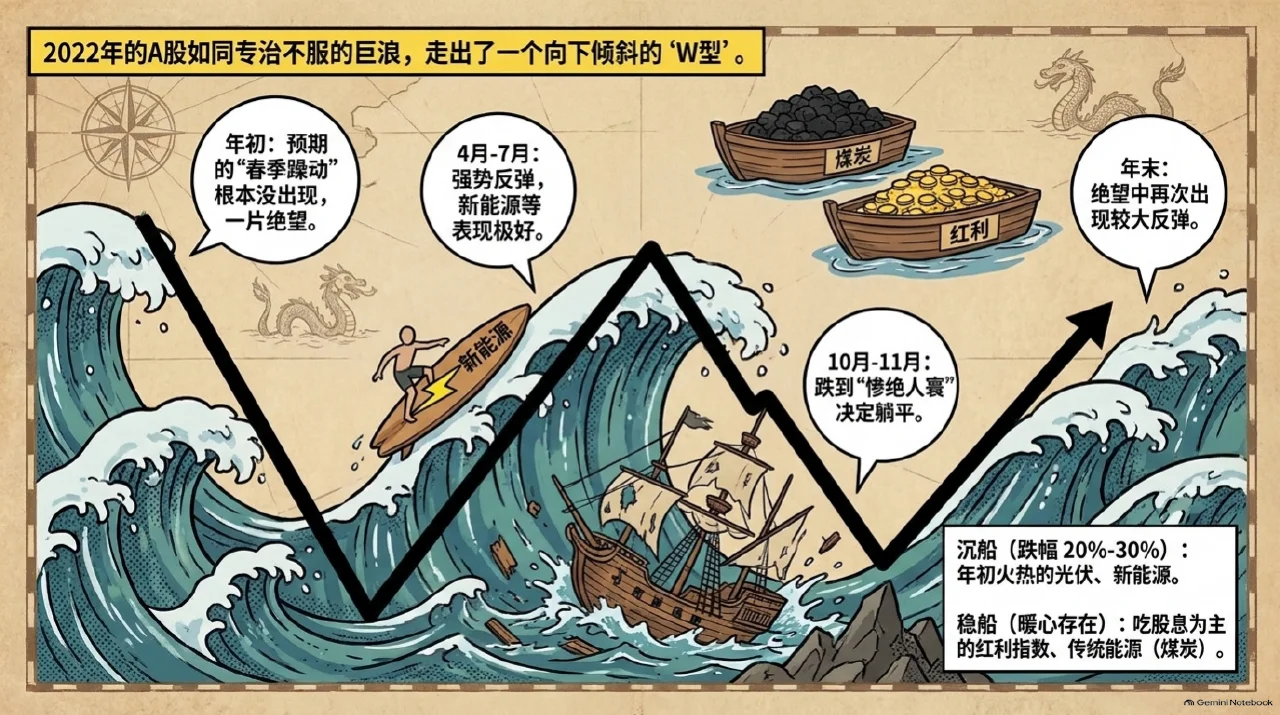 2022年的A股如同专治不服的巨浪，走出了一个向下倾斜的‘W型’。
年初：预期
的“春季躁动”
根本没出现，
一片绝望。
4月-7月：
强势反弹，
新能源等
表现极好。
煤炭
红利
年末：
绝望中再次出
现较大反弹。
新能源
10月-11月：
跌到“惨绝人寰”
决定躺平。
沉船（跌幅 20%-30%）：
年初火热的光伏、新能源。
稳船（暖心存在）：吃股息为主
的红利指数、传统能源（煤炭）。
Gemini Notebook